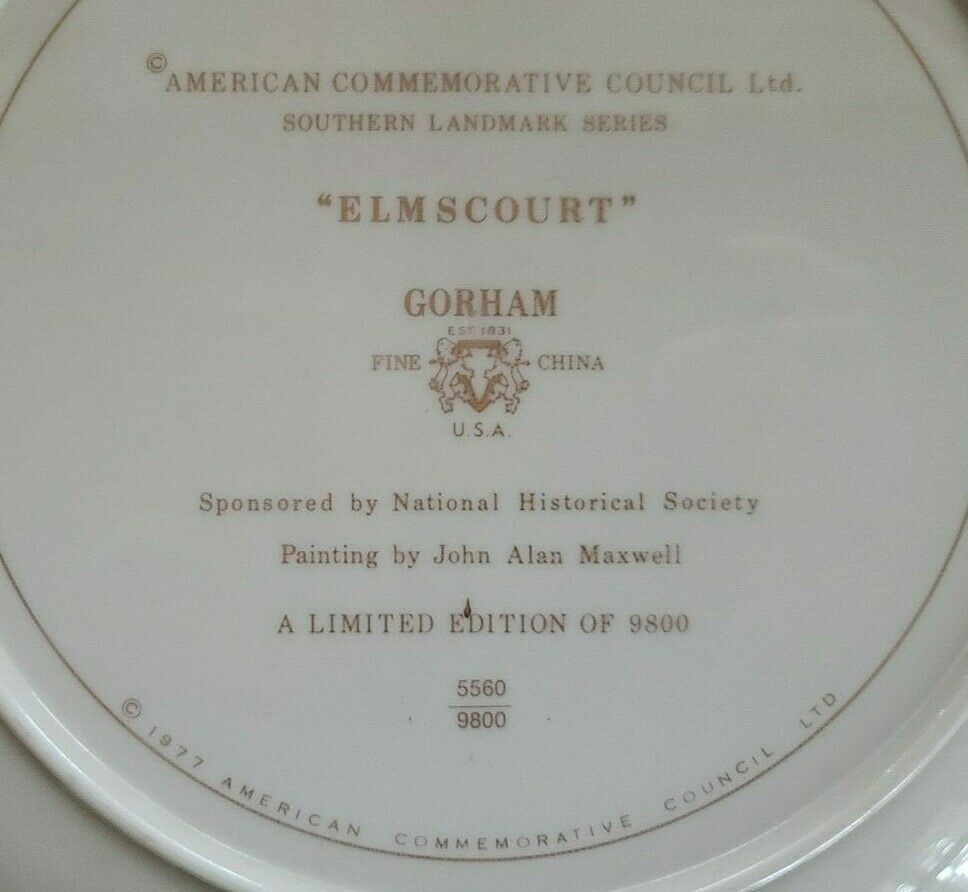 © AMERICAN COMMEMORATIVE COUNCIL Ltd.
SOUTHERN LANDMARK SERIES
"ELMSCOURT"
GORHAM
EST 1831
FINE CHINA
U.S.A.
Sponsored by National Historical Society
Painting by John Alan Maxwell
A LIMITED EDITION OF 9800
5560
9800
© 1977 AMERICAN COMMEMORATIVE COUNCIL LTD.